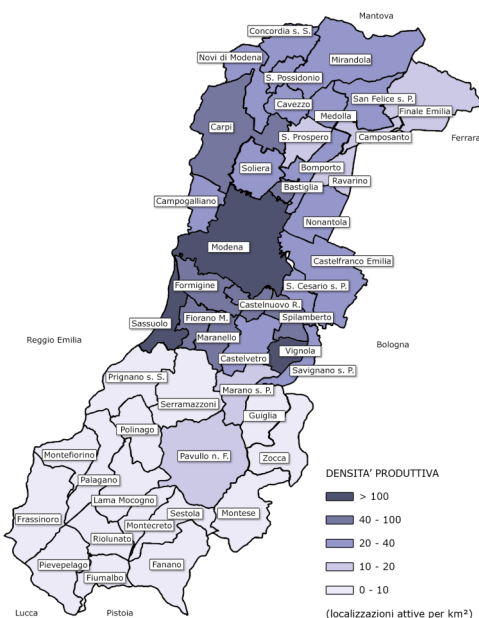 Mantova
Concordia s. S.
Novi di Modena
Mirandola
S. Possidonio
San Felice s. P.
Cavezzo
Finale Emilia
Medolla
Carpi
S. Prospero
Camposanto
Ferrara
Soliera
Bomporto
Ravarino
Bastiglia
Campogalliano
Nonantola
Modena
Castelfranco Emilia
Formigine
S. Cesario s. P.
Castelnuovo R.
Sassuolo
Fiorano M.
Spilamberto
Maranello
Reggio Emilia
Bologna
Vignola
Castelvetro
Savignano s. P.
Prignano s. S.
Marano s. P.
Serramazzoni
Guiglia
Polinago
Montefiorino
Pavullo n. F.
Zocca
Palagano
DENSITA' PRODUTTIVA
Lama Mocogno
> 100
Frassinoro
Sestola
Montese
Montecreto
40 - 100
Riolunato
20 - 40
Pievepelago
Fanano
10 - 20
Fiumalbo
0 - 10
Lucca
Pistoia
(localizzazioni attive per km²)